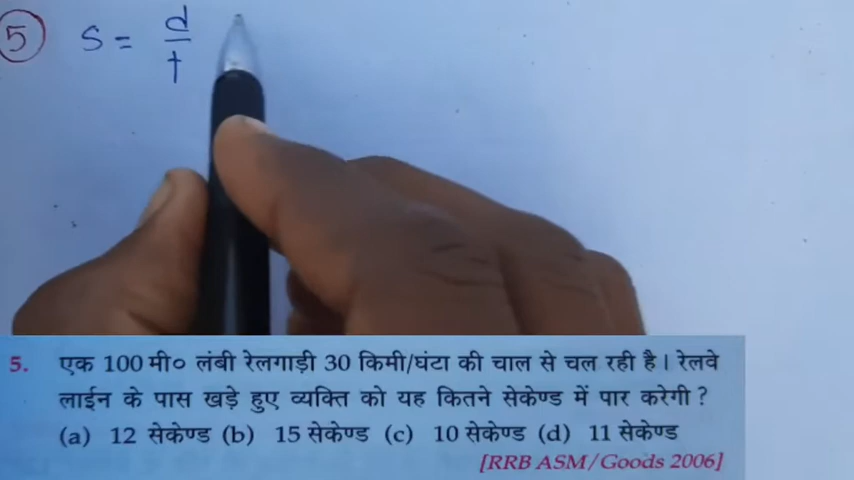 5 S = d/t
5. एक 100 मी० लंबी रेलगाड़ी 30 किमी/घंटा की चाल से चल रही है। रेलवे
लाईन के पास खड़े हुए व्यक्ति को यह कितने सेकेण्ड में पार करेगी ?
(a) 12 सेकेण्ड (b) 15 सेकेण्ड (c) 10 सेकेण्ड (d) 11 सेकेण्ड
[RRB ASM/Goods 2006]